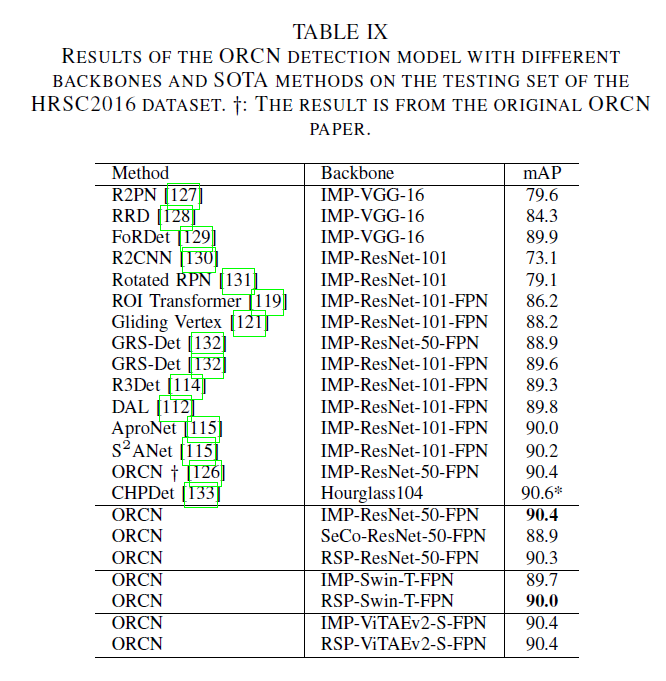 TABLE IX
RESULTS OF THE ORCN DETECTION MODEL WITH DIFFERENT
BACKBONES AND SOTA METHODS ON THE TESTING SET OF THE
HRSC2016 DATASET. †: THE RESULT IS FROM THE ORIGINAL ORCN
PAPER.
Method Backbone mAP
R2PN [127] IMP-VGG-16 79.6
RRD [128] IMP-VGG-16 84.3
FoRDet [129] IMP-VGG-16 89.9
R2CNN [130] IMP-ResNet-101 73.1
Rotated RPN [131] IMP-ResNet-101 79.1
ROI Transformer [119] IMP-ResNet-101-FPN 86.2
Gliding Vertex [121] IMP-ResNet-101-FPN 88.2
GRS-Det [132] IMP-ResNet-50-FPN 88.9
GRS-Det [132] IMP-ResNet-101-FPN 89.6
R3Det [114] IMP-ResNet-101-FPN 89.3
DAL [112] IMP-ResNet-101-FPN 89.8
AproNet [115] IMP-ResNet-101-FPN 90.0
S²ANet [115] IMP-ResNet-101-FPN 90.2
ORCN † [126] IMP-ResNet-50-FPN 90.4
CHPDet [133] Hourglass104 90.6*
ORCN IMP-ResNet-50-FPN 90.4
ORCN SeCo-ResNet-50-FPN 88.9
ORCN RSP-ResNet-50-FPN 90.3
ORCN IMP-Swin-T-FPN 89.7
ORCN RSP-Swin-T-FPN 90.0
ORCN IMP-ViTAEv2-S-FPN 90.4
ORCN RSP-ViTAEv2-S-FPN 90.4